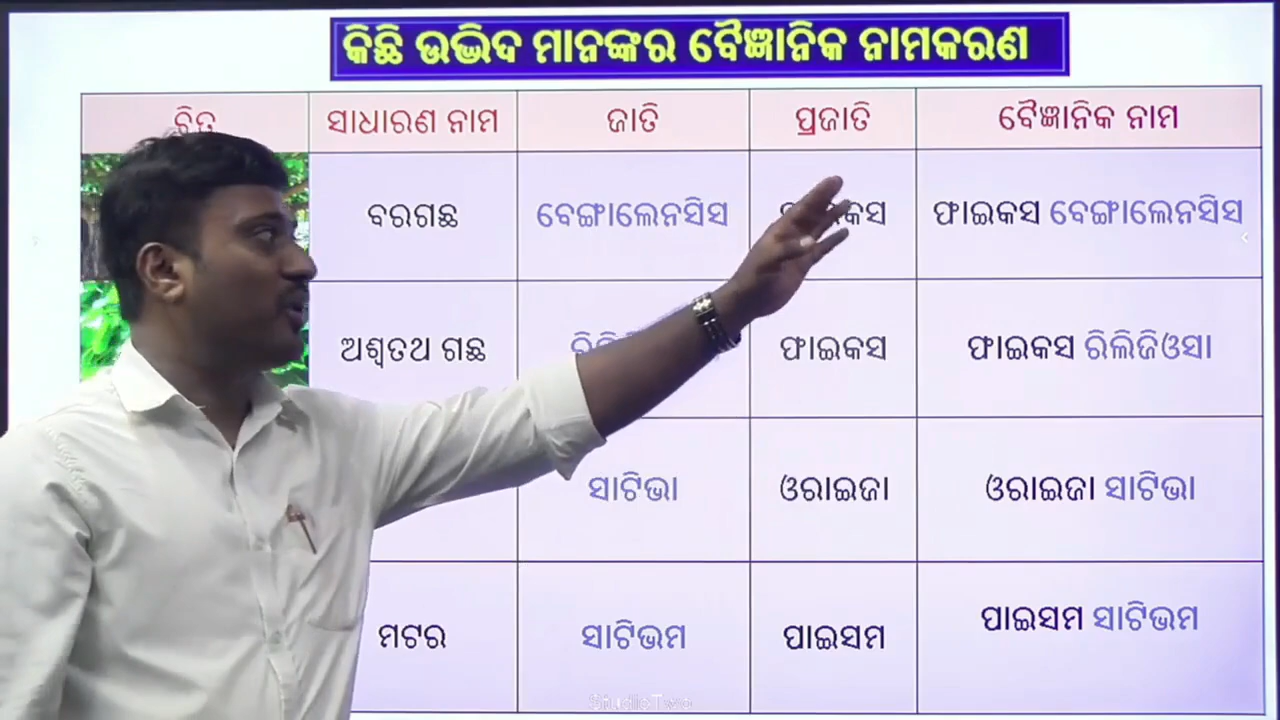 କିଛି ଉଦ୍ଭିଦ ମାନଙ୍କର ବୈଜ୍ଞାନିକ ନାମକରଣ
ସାଧାରଣ ନାମ ଜାତି ପ୍ରଜାତି ବୈଜ୍ଞାନିକ ନାମ
ବରଗଛ ବେଙ୍ଗାଲେନସିସ ଫାଇକସ ବେଙ୍ଗାଲେନସିସ
ଅଶ୍ୱତଥ ଗଛ ଫାଇକସ ଫାଇକସ ରିଲିଜିଓସା
ସାଟିଭା ଓରାଇଜା ଓରାଇଜା ସାଟିଭା
ମଟର ସାଟିଭମ ପାଇସମ ପାଇସମ ସାଟିଭମ
StudioTwo